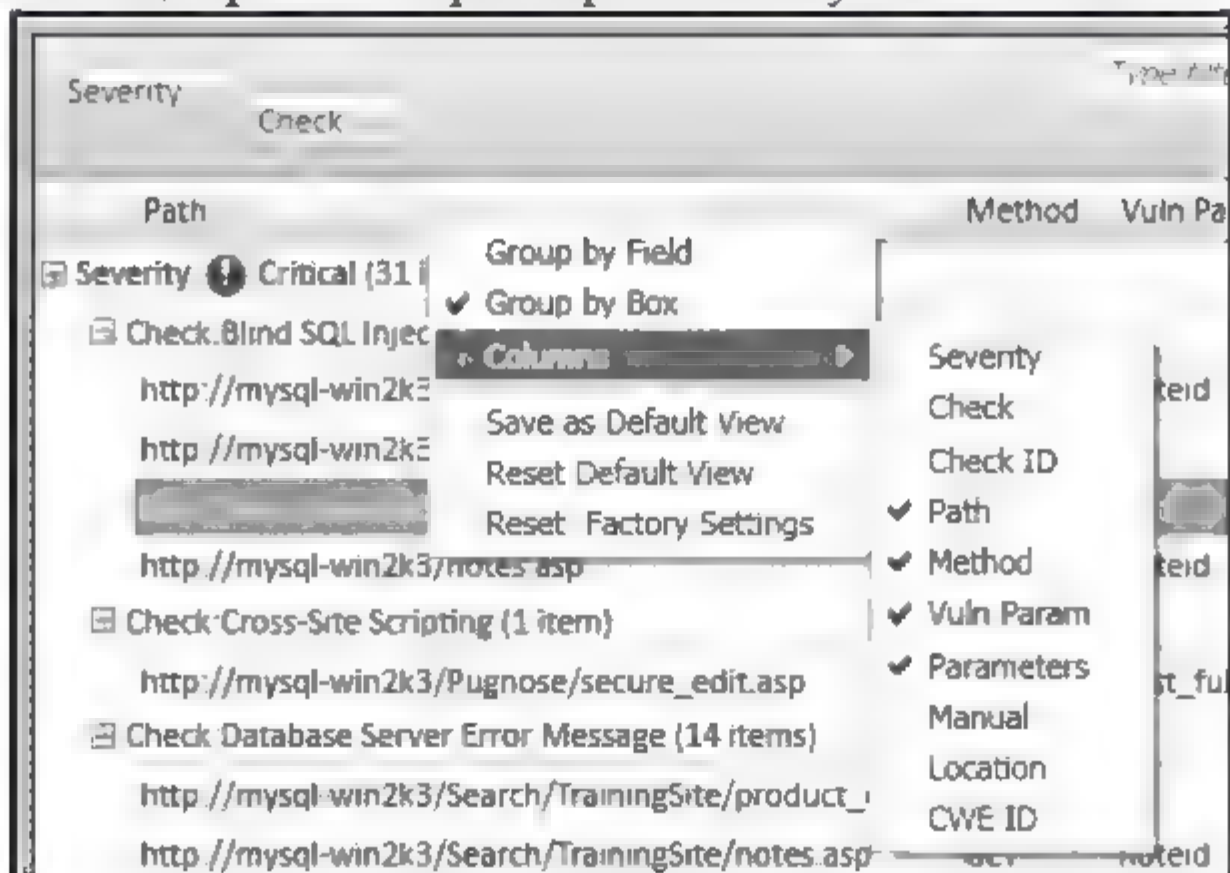 Severity
Check
Path Method Vuln Pa
Group by Field
Severity Critical (31 i
Group by Box
Check:Blind SQL Injec
Columns
Severity
http://mysql-win2k3
teid
Save as Default View
Check
http://mysql-win2k3
Reset Default View
Check ID
Reset Factory Settings
Path
http://mysql-win2k3/notes.asp
Method
teid
Check:Cross-Site Scripting (1 item)
Vuln Param
http://mysql-win2k3/Pugnose/secure_edit.asp
Parameters
st_ful
Check:Database Server Error Message (14 items)
Manual
http://mysql-win2k3/Search/TrainingSite/product_
Location
CWE ID
http://mysql-win2k3/Search/TrainingSite/notes.asp
noteid